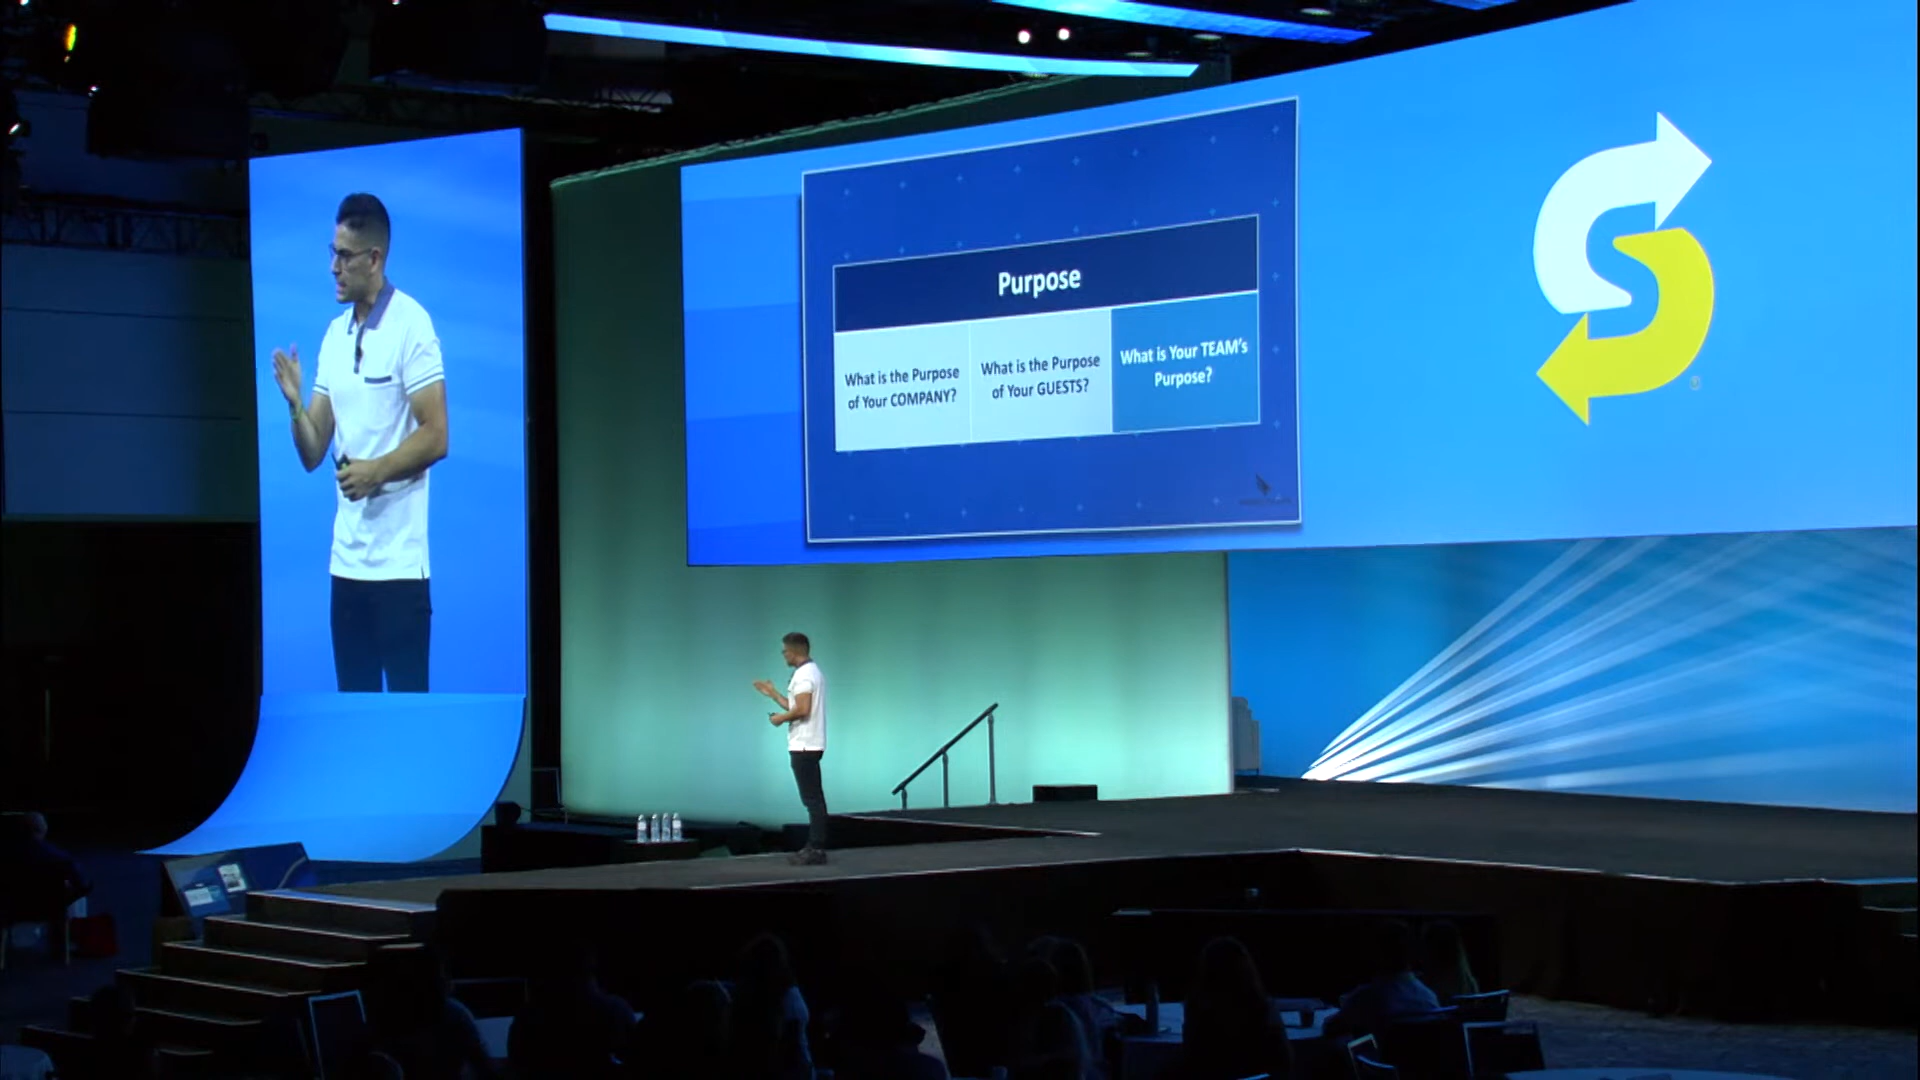 Purpose
What is the Purpose
of Your COMPANY?
What is the Purpose
of Your GUESTS?
What is Your TEAM's
Purpose?
S
®